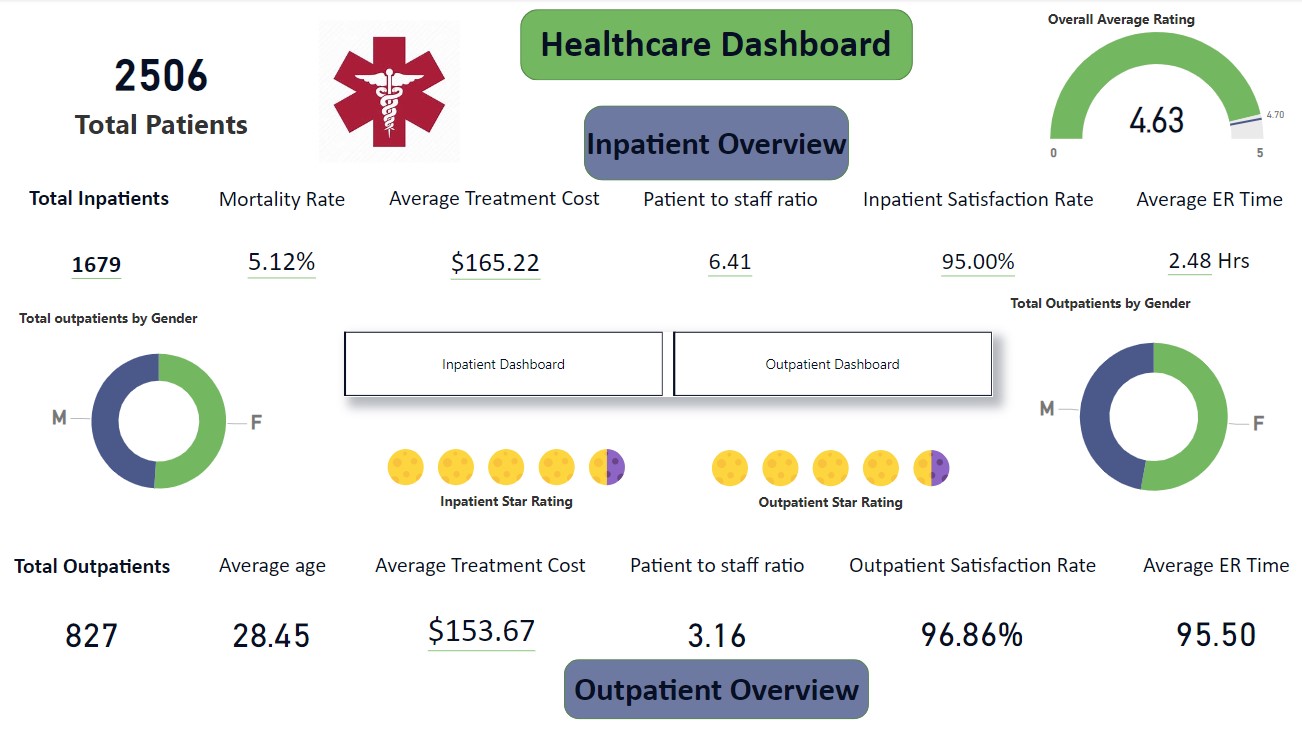 Healthcare Dashboard
2506
Total Patients
Overall Average Rating
4.63
4.70
0
5
Inpatient Overview
Total Inpatients
Mortality Rate
Average Treatment Cost
Patient to staff ratio
Inpatient Satisfaction Rate
Average ER Time
1679
5.12%
$165.22
6.41
95.00%
2.48 Hrs
Total outpatients by Gender
M
F
Inpatient Dashboard
Outpatient Dashboard
Total Outpatients by Gender
M
F
Inpatient Star Rating
Outpatient Star Rating
Total Outpatients
Average age
Average Treatment Cost
Patient to staff ratio
Outpatient Satisfaction Rate
Average ER Time
827
28.45
$153.67
3.16
96.86%
95.50
Outpatient Overview